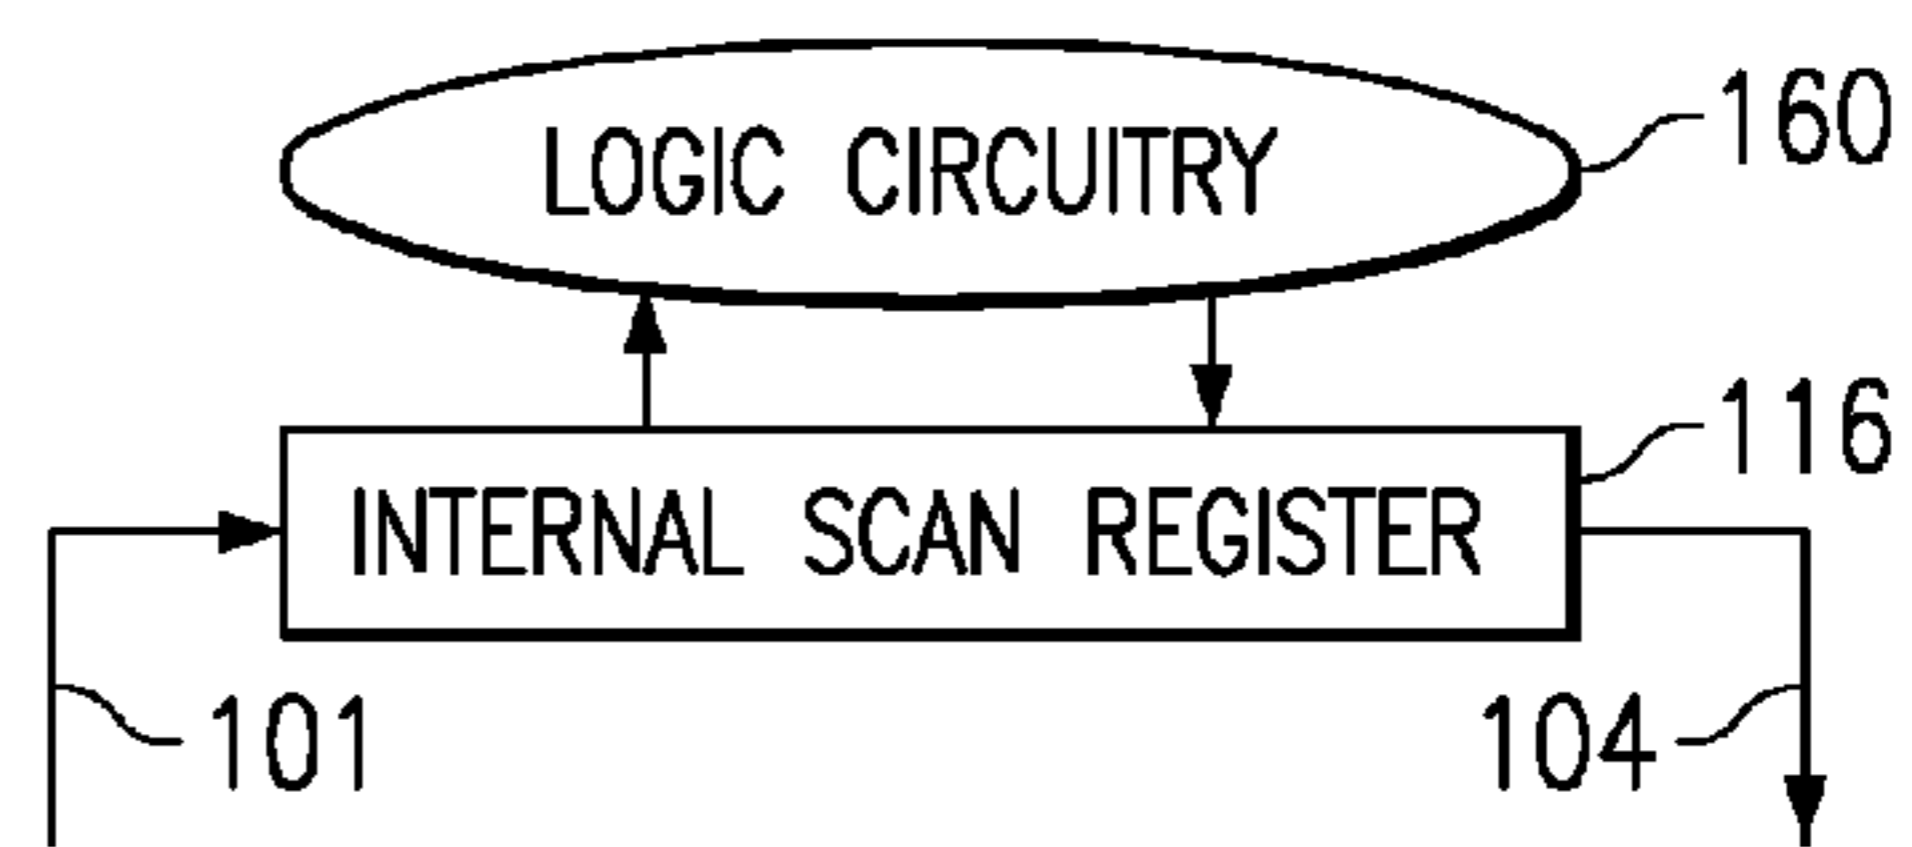 LOGIC CIRCUITRY
160
INTERNAL SCAN REGISTER
116
101
104